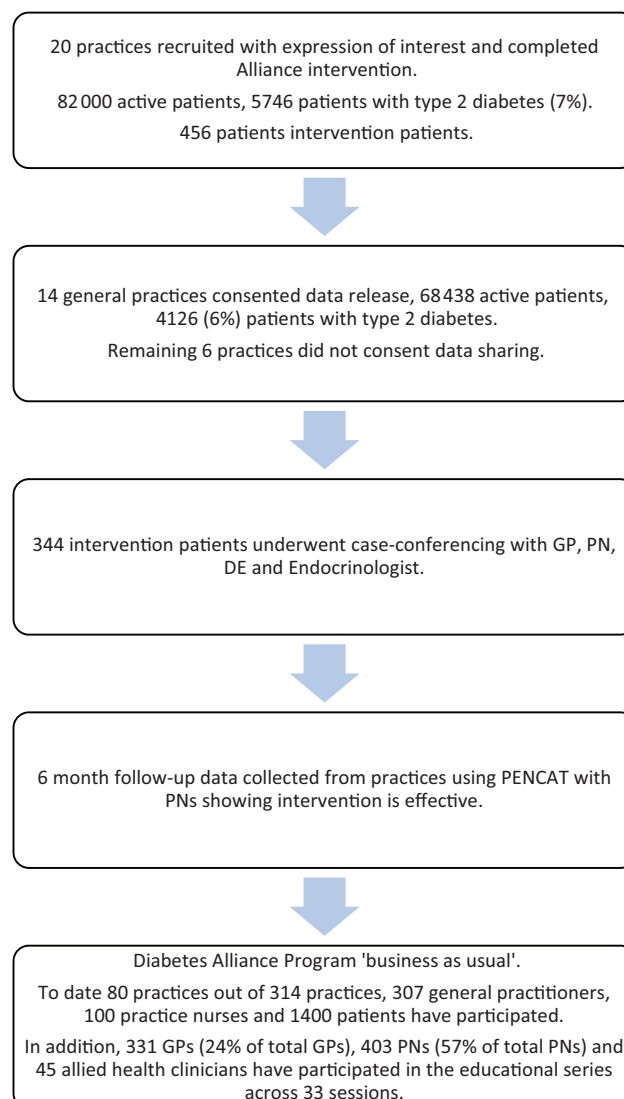 20 practices recruited with expression of interest and completed
Alliance intervention.
82 000 active patients, 5746 patients with type 2 diabetes (7%).
456 patients intervention patients.
14 general practices consented data release, 68 438 active patients,
4126 (6%) patients with type 2 diabetes.
Remaining 6 practices did not consent data sharing.
344 intervention patients underwent case-conferencing with GP, PN,
DE and Endocrinologist.
6 month follow-up data collected from practices using PENCAT with
PNs showing intervention is effective.
Diabetes Alliance Program 'business as usual'.
To date 80 practices out of 314 practices, 307 general practitioners,
100 practice nurses and 1400 patients have participated.
In addition, 331 GPs (24% of total GPs), 403 PNs (57% of total PNs) and
45 allied health clinicians have participated in the educational series
across 33 sessions.